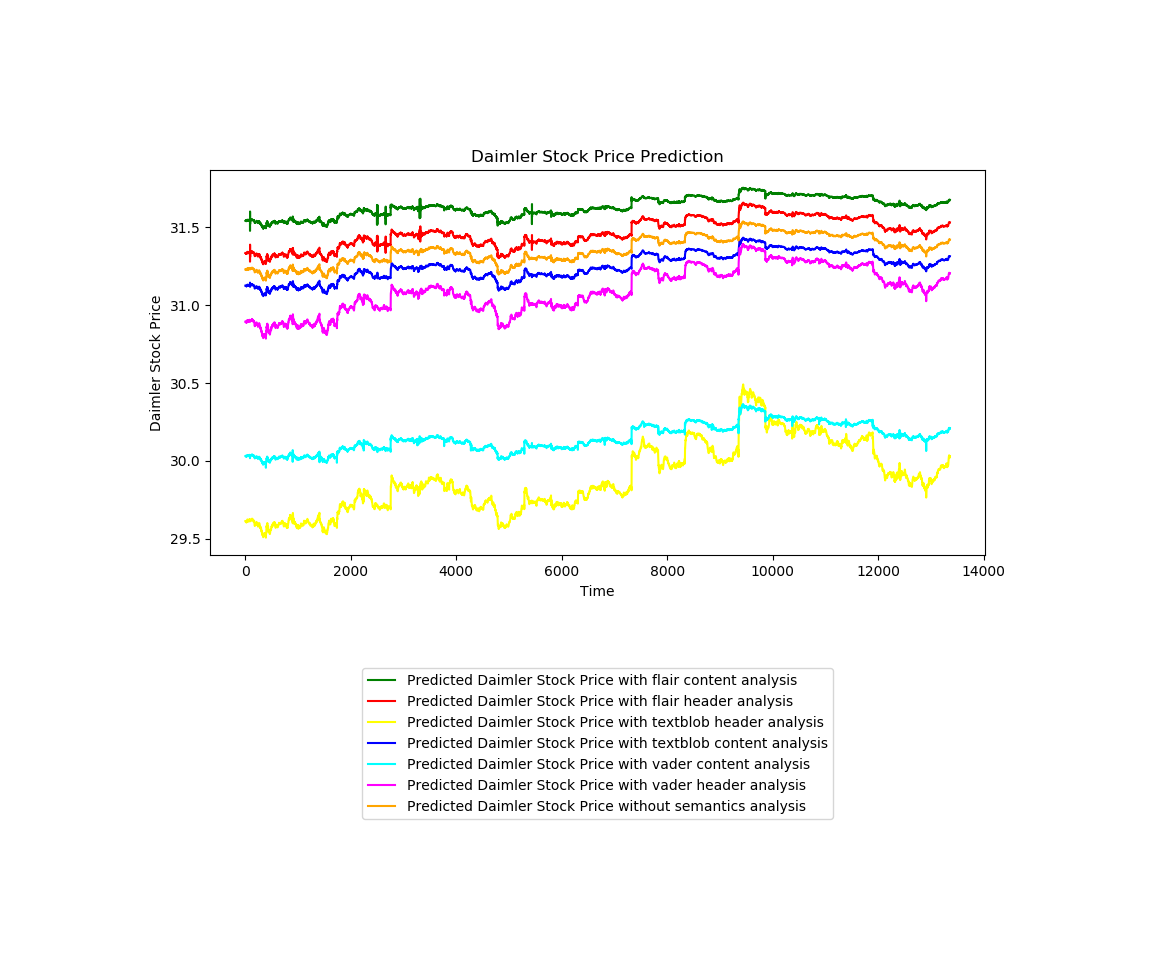 Daimler Stock Price Prediction
Daimler Stock Price
31.5
31.0
30.5
30.0
29.5
0 2000 4000 6000 8000 10000 12000 14000
Time
Predicted Daimler Stock Price with flair content analysis
Predicted Daimler Stock Price with flair header analysis
Predicted Daimler Stock Price with textblob header analysis
Predicted Daimler Stock Price with textblob content analysis
Predicted Daimler Stock Price with vader content analysis
Predicted Daimler Stock Price with vader header analysis
Predicted Daimler Stock Price without semantics analysis